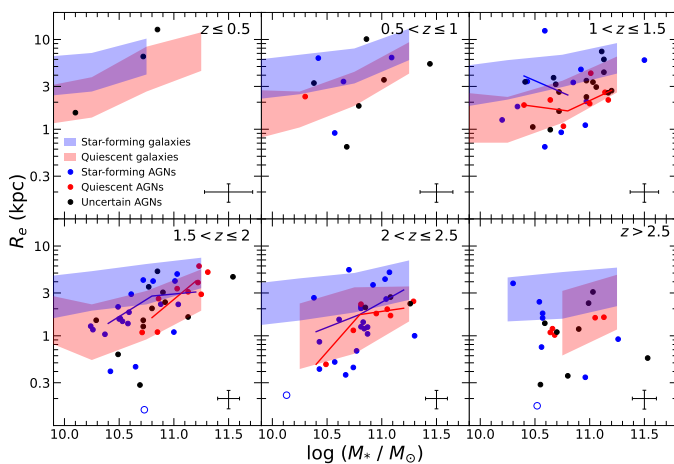 z ≤ 0.5
0.5 < z ≤ 1
1 < z ≤ 1.5
10
3
1
0.3
Star-forming galaxies
Quiescent galaxies
Star-forming AGNs
Quiescent AGNs
Uncertain AGNs
R_e (kpc)
1.5 < z ≤ 2
2 < z ≤ 2.5
z > 2.5
10
3
1
0.3
10.0 10.5 11.0 11.5 10.0 10.5 11.0 11.5 10.0 10.5 11.0 11.5
log (M_* / M_⊙)